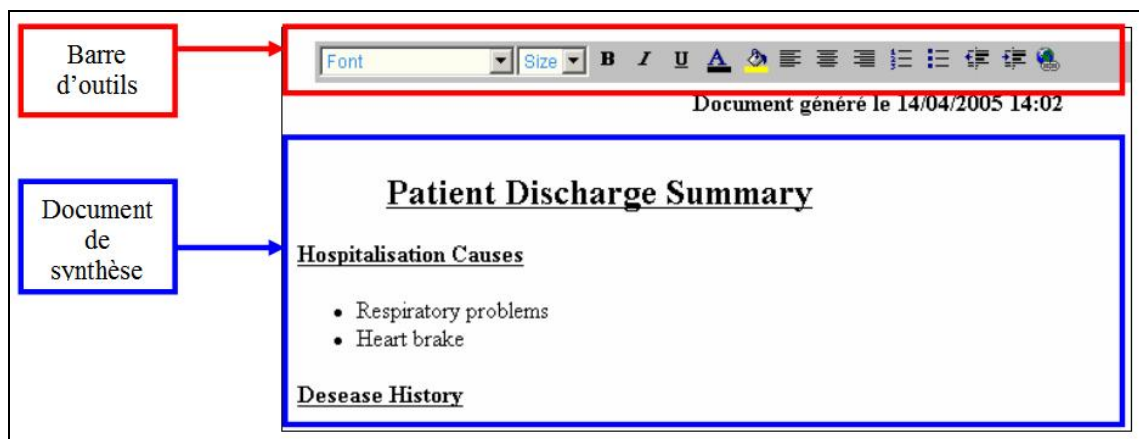 Barre
d'outils
Font Size B I U A
Document généré le 14/04/2005 14:02
Patient Discharge Summary
Document
de
synthèse
Hospitalisation Causes
• Respiratory problems
• Heart brake
Desease History